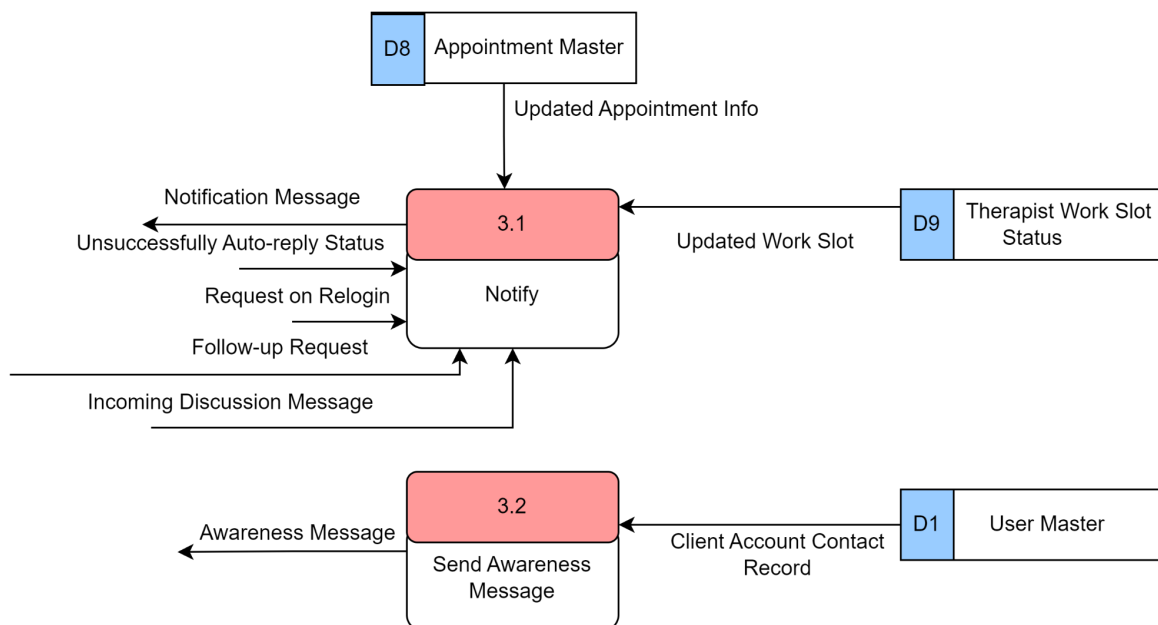 D8
Appointment Master
Updated Appointment Info
Notification Message
3.1
D9
Therapist Work Slot
Status
Unsuccessfully Auto-reply Status
Updated Work Slot
Request on Relogin
Notify
Follow-up Request
Incoming Discussion Message
3.2
D1
User Master
Awareness Message
Client Account Contact
Record
Send Awareness
Message